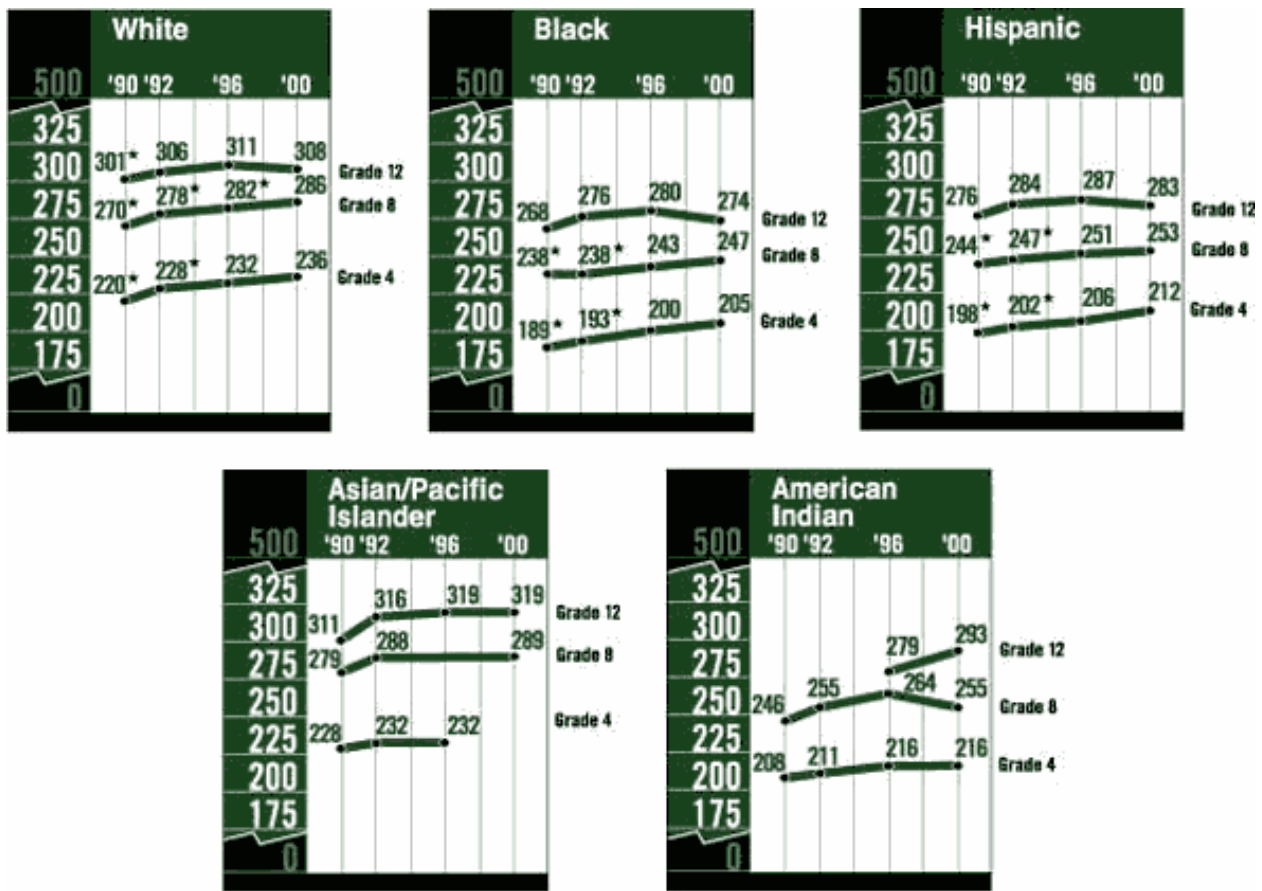 White
500 '90 '92 '96 '00
325
300
275
250
225
200
175
0
301* 306 311 308 Grade 12
270* 278* 282* 286 Grade 8
220* 228* 232 236 Grade 4
Black
500 '90 '92 '96 '00
325
300
275
250
225
200
175
0
268 276 280 274 Grade 12
238* 238* 243 247 Grade 8
189* 193* 200 205 Grade 4
Hispanic
500 '90 '92 '96 '00
325
300
275
250
225
200
175
0
276 284 287 283 Grade 12
244* 247* 251 253 Grade 8
198* 202* 206 212 Grade 4
Asian/Pacific
Islander
500 '90 '92 '96 '00
325
300
275
250
225
200
175
0
311 316 319 319 Grade 12
279 288 289 Grade 8
228 232 232 Grade 4
American
Indian
500 '90 '92 '96 '00
325
300
275
250
225
200
175
0
279 293 Grade 12
246 255 264 255 Grade 8
208 211 216 216 Grade 4